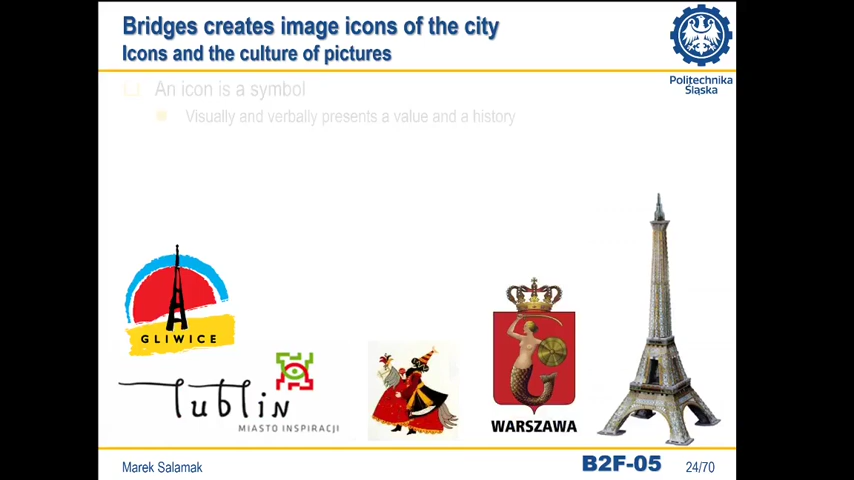 Bridges creates image icons of the city
Icons and the culture of pictures
Politechnika
Śląska
An icon is a symbol
Visually and verbally presents a value and a history
GLIWICE
lublin
MIASTO INSPIRACJI
WARSZAWA
Marek Salamak
B2F-05
24/70